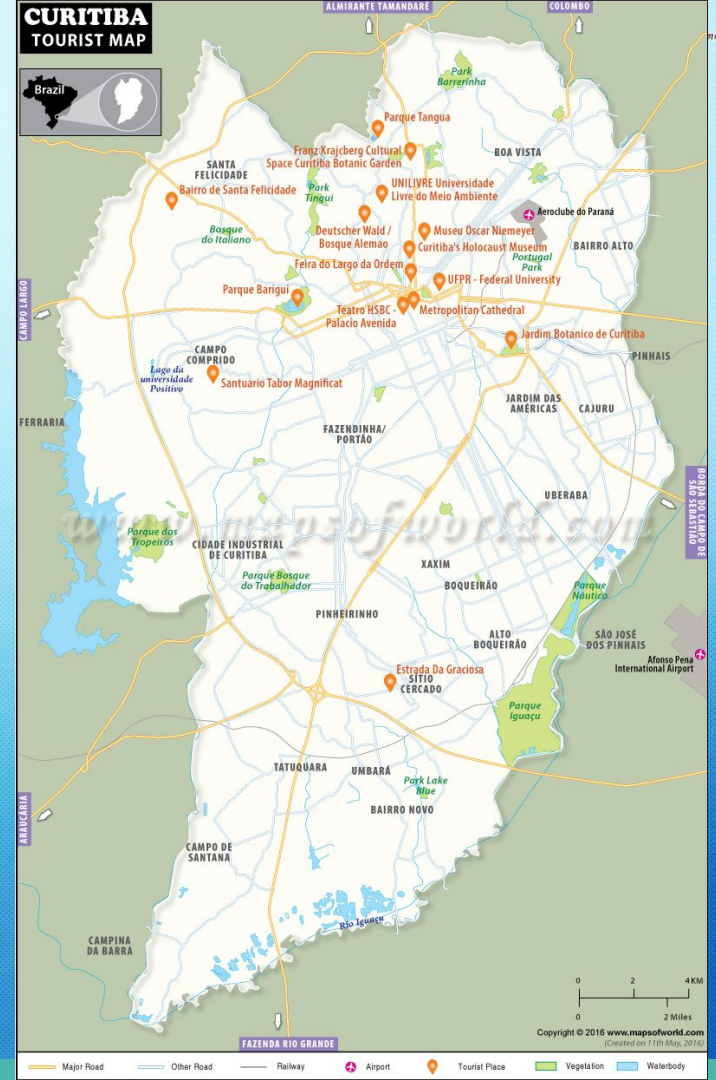 CURITIBA
TOURIST MAP
ALMIRANTE TAMANDARÉ
COLOMBO
Brazil
Park
Barrerinha
Parque Tangua
Franz Krajcberg Cultural
Space Curitiba Botanic Garden
BOA VISTA
SANTA
FELICIDADE
Bairro de Santa Felicidade
Park
Tingui
UNILIVRE Universidade
Livre do Meio Ambiente
Aeroclube do Paraná
Bosque
do Italiano
Deutscher Wald /
Bosque Alemao
Museu Oscar Niemeyer
Curitiba's Holocaust Museum
BAIRRO ALTO
Portugal
Park
Feira do Largo da Ordem
UFPR - Federal University
Parque Barigui
Teatro HSBC -
Palacio Avenida
Metropolitan Cathedral
CAMPO LARGO
Jardim Botanico de Curitiba
PINHAIS
CAMPO
COMPRIDO
Lago da
universidade
Positivo
Santuario Tabor Magnificat
JARDIM DAS
AMÉRICAS
CAJURU
FERRARIA
FAZENDINHA/
PORTÃO
UBERABA
BORDA DO CAMPO DE
SÃO SEBASTIÃO
www.mapsofworld.com
Parque dos
Tropeiros
CIDADE INDUSTRIAL
DE CURITIBA
XAXIM
Parque Bosque
do Trabalhador
BOQUEIRÃO
Parque
Náutico
PINHEIRINHO
ALTO
BOQUEIRÃO
SÃO JOSÉ
DOS PINHAIS
Afonso Pena
International Airport
Estrada Da Graciosa
SÍTIO
CERCADO
Parque
Iguaçu
TATUQUARA
UMBARÁ
Park Lake
Blue
BAIRRO NOVO
ARAUCÁRIA
CAMPO DE
SANTANA
Rio Iguaçu
CAMPINA
DA BARRA
0 2 4 KM
0 2 Miles
Copyright © 2016 www.mapsofworld.com
(Created on 11th May, 2016)
FAZENDA RIO GRANDE
Major Road Other Road Railway Airport Tourist Place Vegetation Waterbody